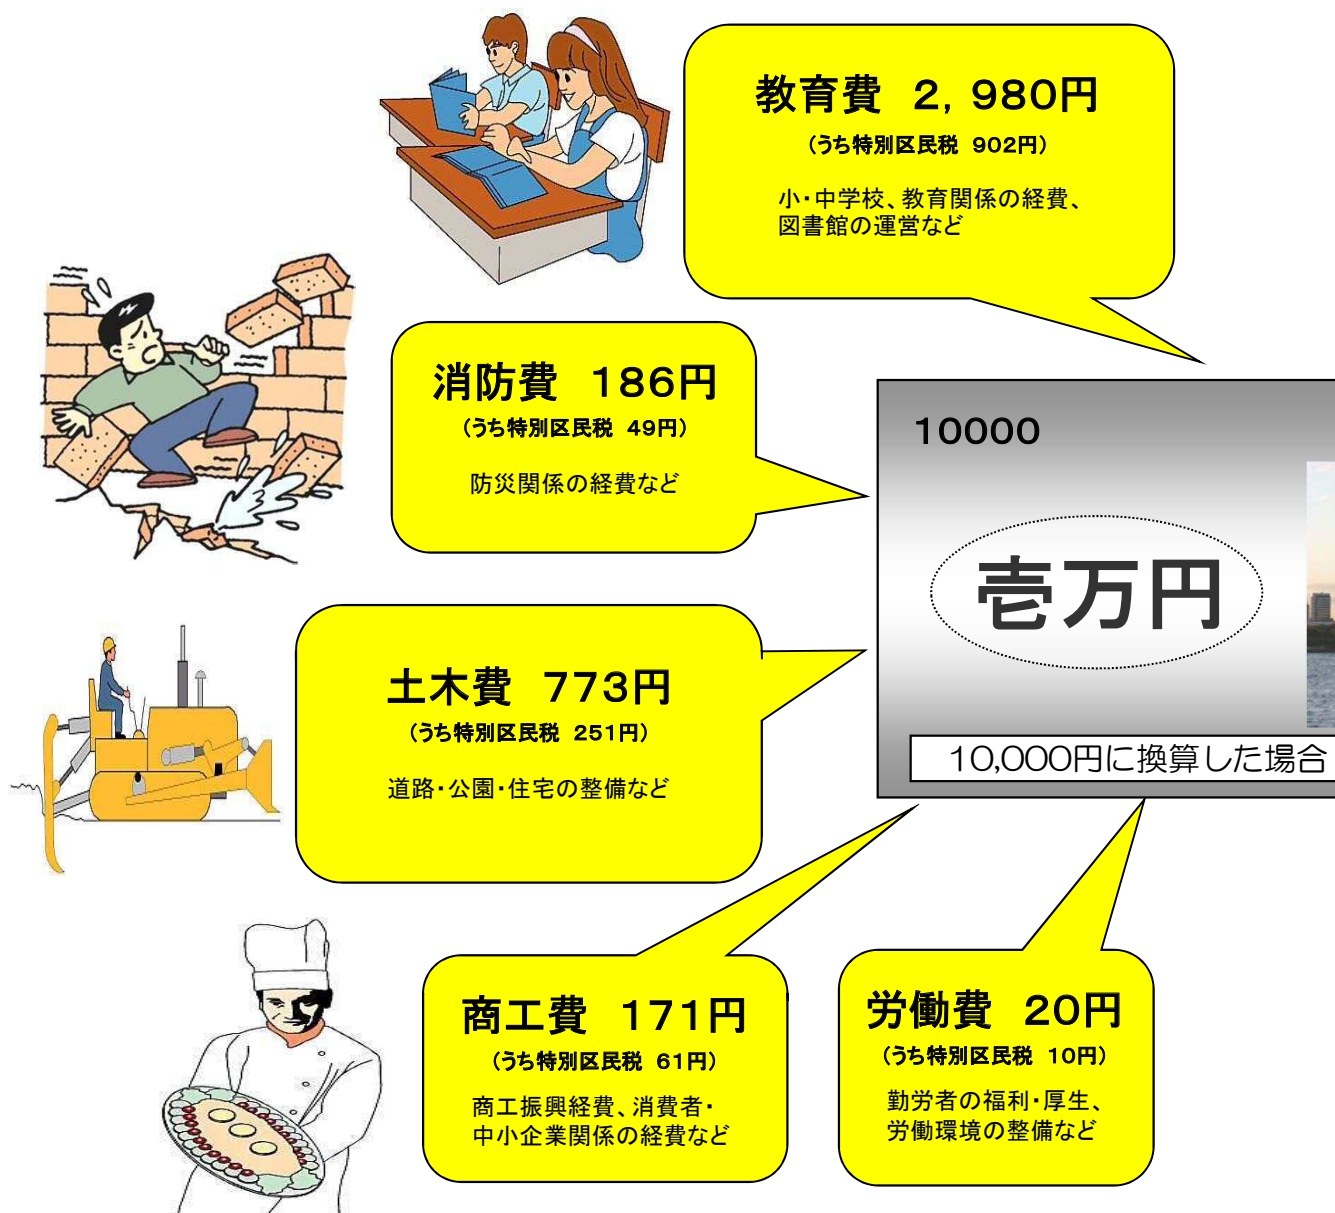 教育費　2，980円
（うち特別区民税 902円）
小・中学校、教育関係の経費、
図書館の運営など
消防費　186円
（うち特別区民税 49円）
防災関係の経費など
10000
壱万円
10,000円に換算した場合
土木費　773円
（うち特別区民税 251円）
道路・公園・住宅の整備など
商工費　171円
（うち特別区民税 61円）
商工振興経費、消費者・
中小企業関係の経費など
労働費　20円
（うち特別区民税 10円）
勤労者の福利・厚生、
労働環境の整備など